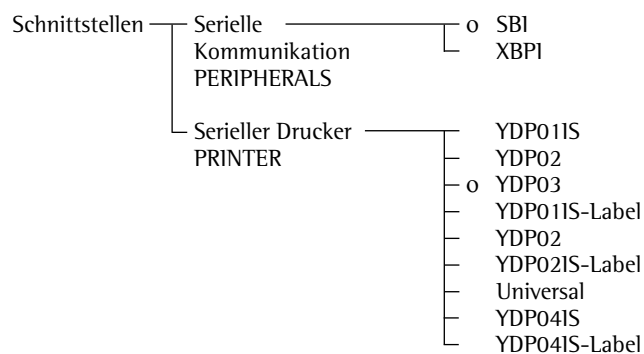 Schnittstellen Serielle o SBI
Kommunikation XBPI
PERIPHERALS
Serieller Drucker YDP01IS
PRINTER YDP02
o YDP03
YDP01IS-Label
YDP02
YDP02IS-Label
Universal
YDP04IS
YDP04IS-Label